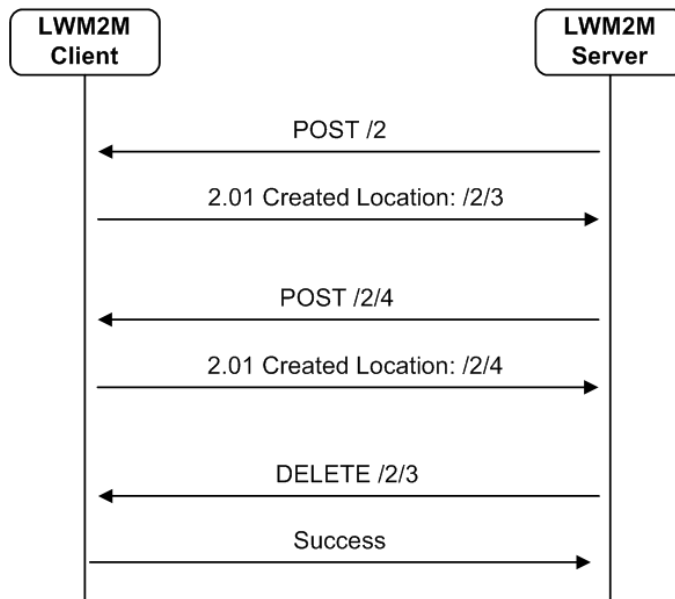 LWM2M
Client
LWM2M
Server
POST /2
2.01 Created Location: /2/3
POST /2/4
2.01 Created Location: /2/4
DELETE /2/3
Success